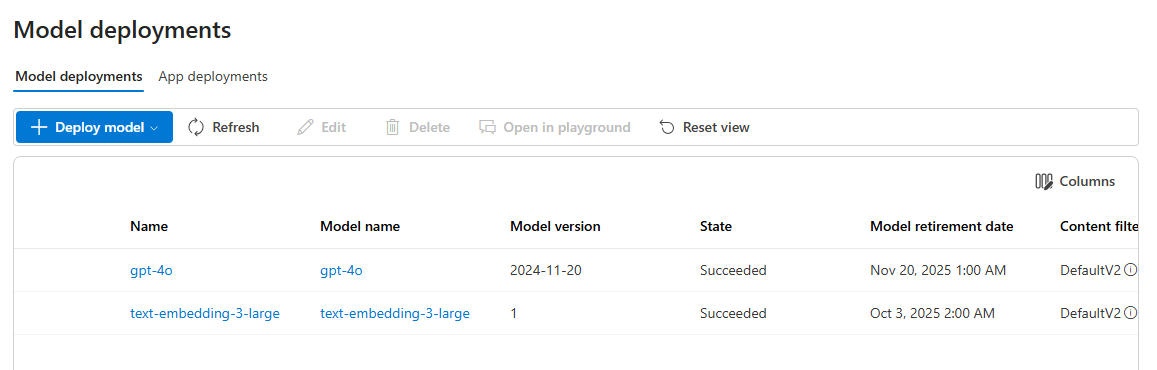 Model deployments
Model deployments App deployments
Deploy model Refresh Edit Delete Open in playground Reset view
Columns
Name Model name Model version State Model retirement date Content filte
gpt-4o gpt-4o 2024-11-20 Succeeded Nov 20, 2025 1:00 AM DefaultV2
text-embedding-3-large text-embedding-3-large 1 Succeeded Oct 3, 2025 2:00 AM DefaultV2